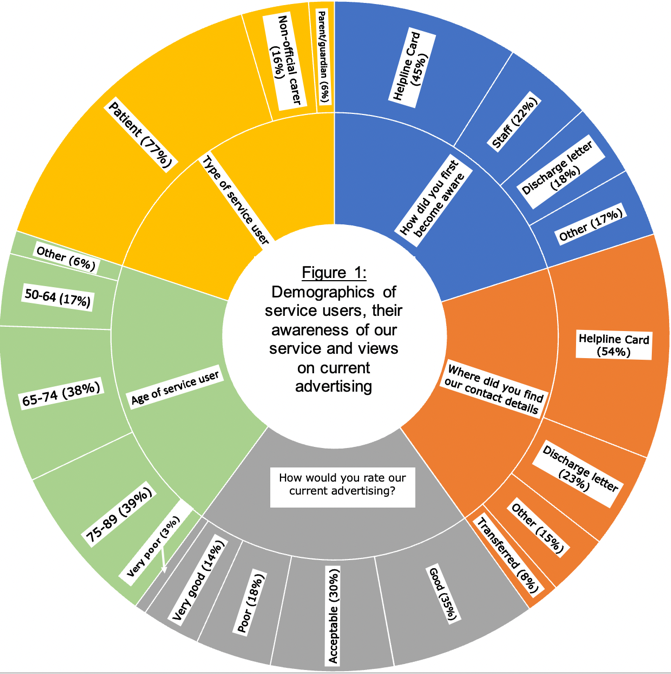 Figure 1:
Demographics of
service users, their
awareness of our
service and views
on current
advertising
How did you first
become aware
Helpline Card
(45%)
Staff (22%)
Discharge letter
(18%)
Other (17%)
Where did you find
our contact details
Helpline Card
(54%)
Discharge letter
(23%)
Other (15%)
Transferred (8%)
How would you rate our
current advertising?
Good (35%)
Acceptable (30%)
Poor (18%)
Very good (14%)
Very poor (3%)
Age of service user
75-89 (39%)
65-74 (38%)
50-64 (17%)
Other (6%)
Type of service user
Patient (77%)
Non-official carer
(16%)
Parent/guardian (6%)